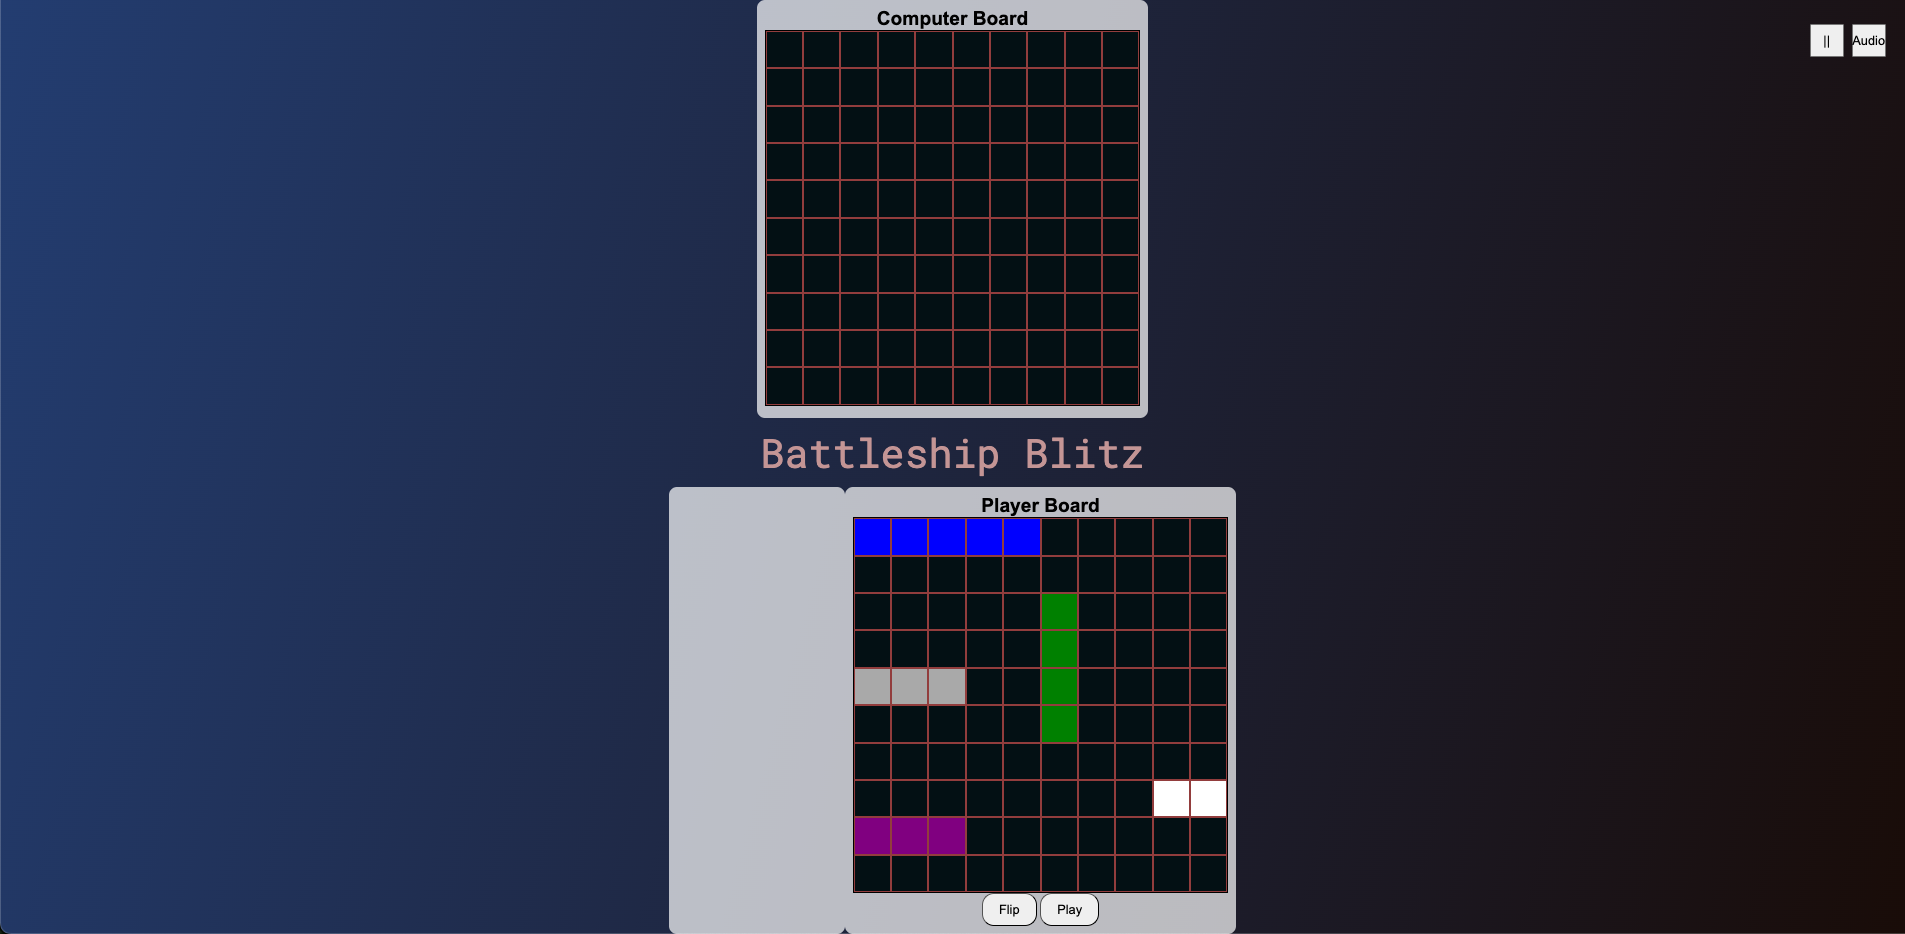 Computer Board
||
Audio
Battleship Blitz
Player Board
Flip
Play